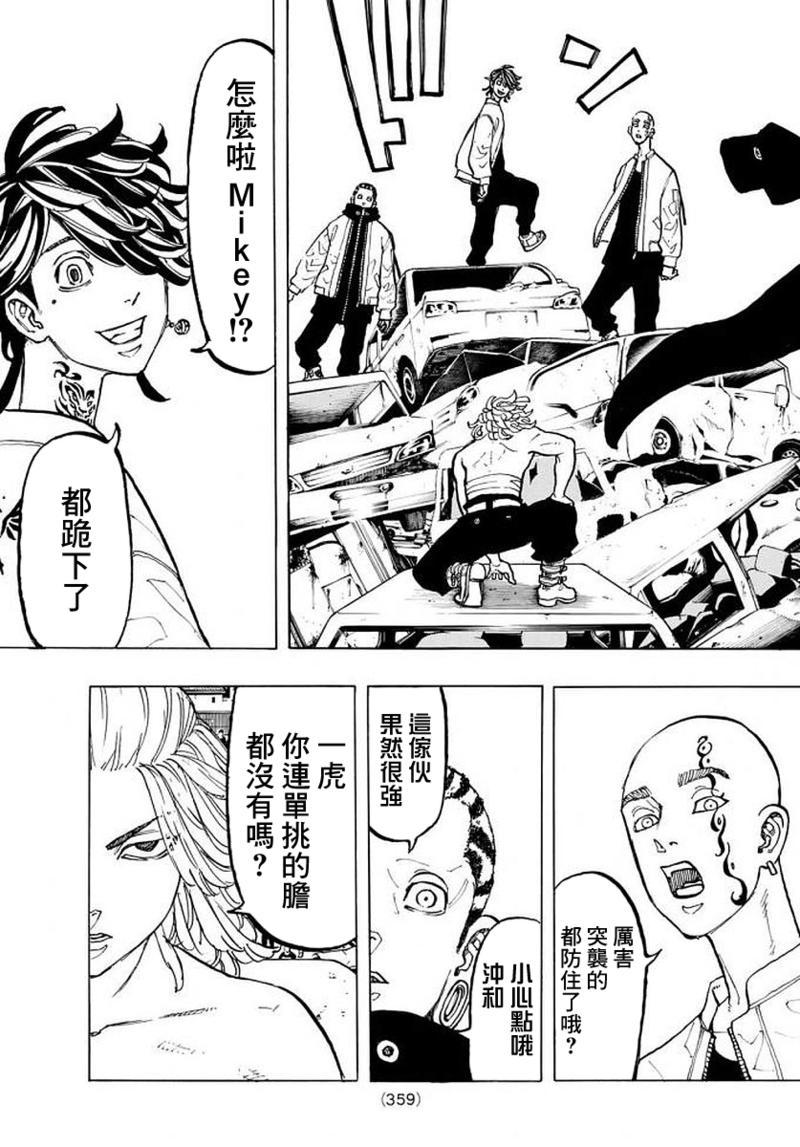 怎麼啦
Mikey!?
都跪下了
厲害
突襲的
都防住了哦?
這傢伙
果然很強
小心點哦
沖和
一虎
你連單挑的膽
都沒有嗎?
(359)